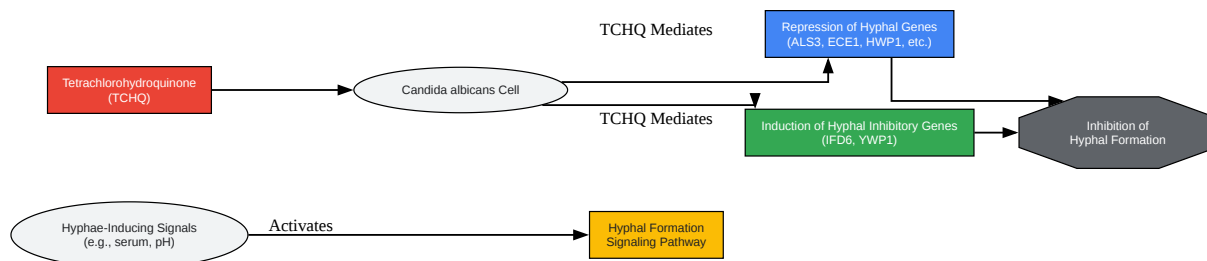 TCHQ Mediates
Repression of Hyphal Genes
(ALS3, ECE1, HWP1, etc.)
Tetrachlorohydroquinone
(TCHQ)
Candida albicans Cell
TCHQ Mediates
Induction of Hyphal Inhibitory Genes
(IFD6, YWP1)
Inhibition of
Hyphal Formation
Hyphae-Inducing Signals
(e.g., serum, pH)
Activates
Hyphal Formation
Signaling Pathway